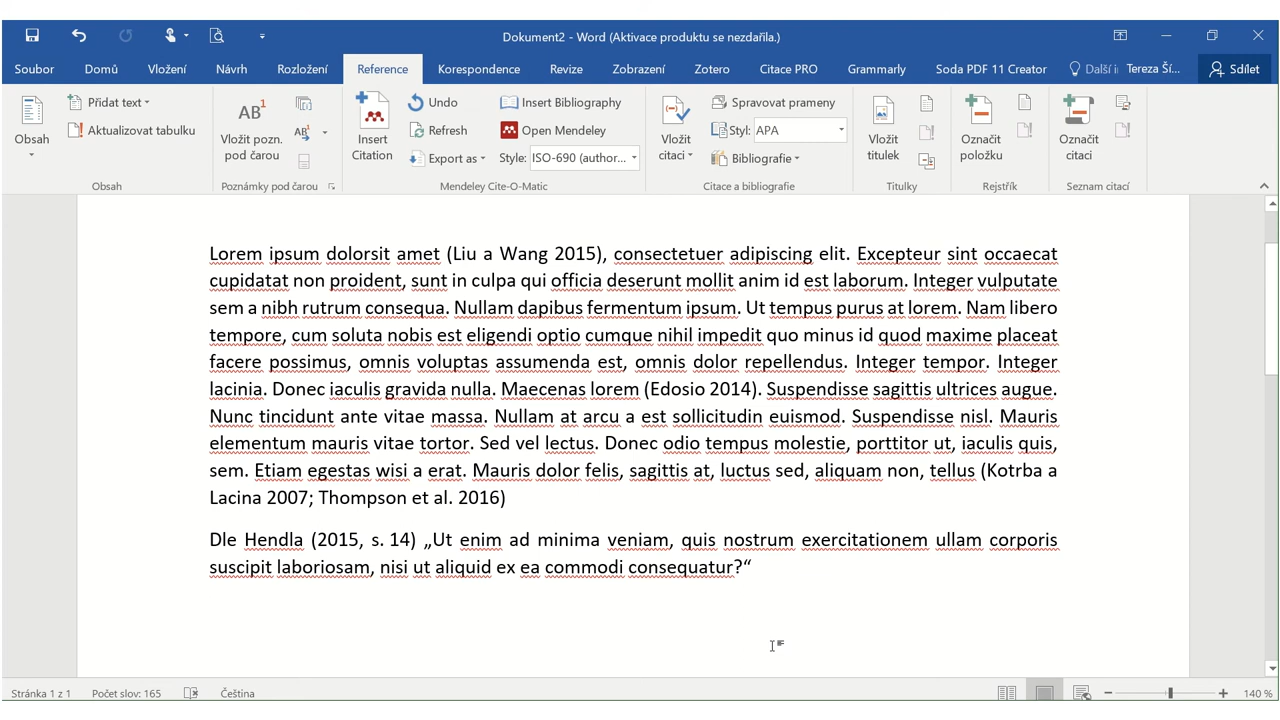 Dokument2 - Word (Aktivace produktu se nezdařila.)
Soubor Domů Vložení Návrh Rozložení Reference Korespondence Revize Zobrazení Zotero Citace PRO Grammarly Soda PDF 11 Creator Další i Tereza Ší... Sdílet
Obsah
Přidat text
Aktualizovat tabulku
Obsah
AB1
Vložit pozn.
pod čarou
AB
Poznámky pod čarou
Insert
Citation
Undo
Refresh
Export as
Insert Bibliography
Open Mendeley
Style: ISO-690 (author...
Mendeley Cite-O-Matic
Vložit
citaci
Spravovat prameny
Styl: APA
Bibliografie
Citace a bibliografie
Vložit
titulek
Titulky
Označit
položku
Rejstřík
Označit
citaci
Seznam citací
Lorem ipsum dolorsit amet (Liu a Wang 2015), consectetuer adipiscing elit. Excepteur sint occaecat
cupidatat non proident, sunt in culpa qui officia deserunt mollit anim id est laborum. Integer vulputate
sem a nibh rutrum consequa. Nullam dapibus fermentum ipsum. Ut tempus purus at lorem. Nam libero
tempore, cum soluta nobis est eligendi optio cumque nihil impedit quo minus id quod maxime placeat
facere possimus, omnis voluptas assumenda est, omnis dolor repellendus. Integer tempor. Integer
lacinia. Donec iaculis gravida nulla. Maecenas lorem (Edosio 2014). Suspendisse sagittis ultrices augue.
Nunc tincidunt ante vitae massa. Nullam at arcu a est sollicitudin euismod. Suspendisse nisl. Mauris
elementum mauris vitae tortor. Sed vel lectus. Donec odio tempus molestie, porttitor ut, iaculis quis,
sem. Etiam egestas wisi a erat. Mauris dolor felis, sagittis at, luctus sed, aliquam non, tellus (Kotrba a
Lacina 2007; Thompson et al. 2016)
Dle Hendla (2015, s. 14) „Ut enim ad minima veniam, quis nostrum exercitationem ullam corporis
suscipit laboriosam, nisi ut aliquid ex ea commodi consequatur?“
Stránka 1 z 1 Počet slov: 165 Čeština 140 %